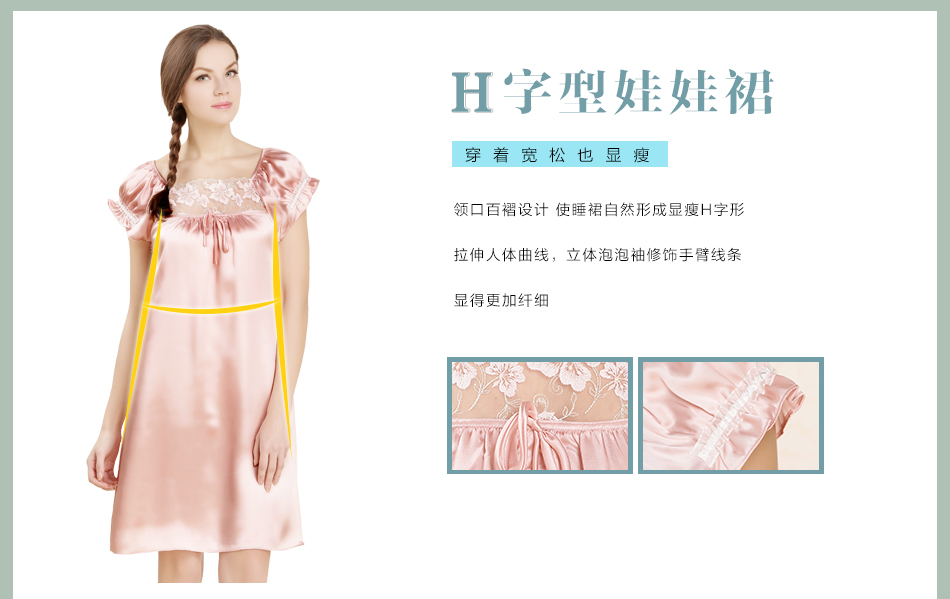 H字型娃娃裙
穿着宽松也显瘦
领口百褶设计 使睡裙自然形成显瘦H字形
拉伸人体曲线，立体泡泡袖修饰手臂线条
显得更加纤细